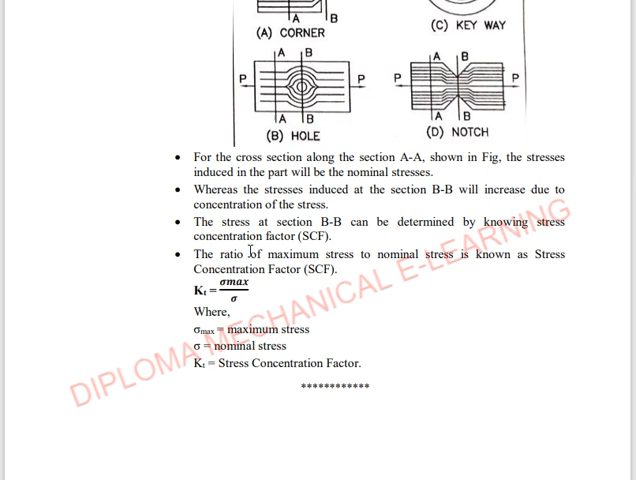 A B
(A) CORNER
(C) KEY WAY
A B
P P
A B
(B) HOLE
A B
P P
A B
(D) NOTCH
• For the cross section along the section A-A, shown in Fig, the stresses
induced in the part will be the nominal stresses.
• Whereas the stresses induced at the section B-B will increase due to
concentration of the stress.
• The stress at section B-B can be determined by knowing stress
concentration factor (SCF).
• The ratio of maximum stress to nominal stress is known as Stress
Concentration Factor (SCF).
Kt = σmax / σ
Where,
σmax = maximum stress
σ = nominal stress
Kt = Stress Concentration Factor.
************
DIPLOMA MECHANICAL E-LEARNING